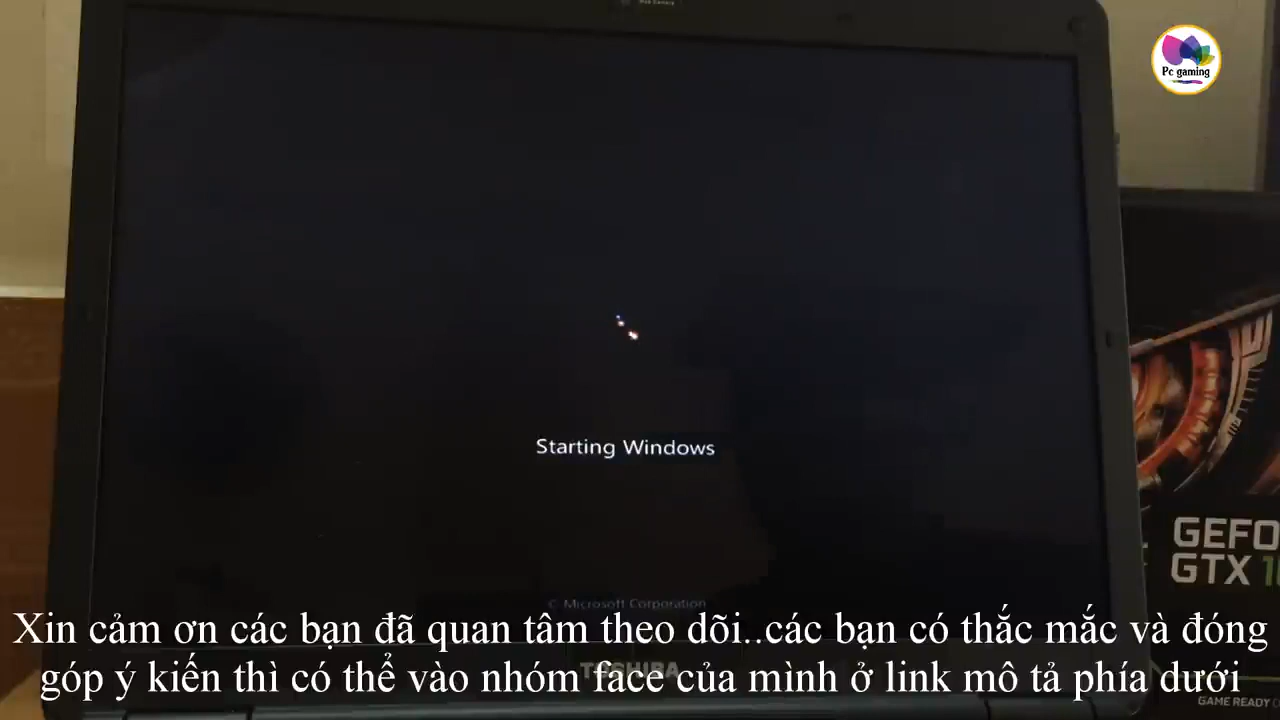 Pc gaming
Starting Windows
© Microsoft Corporation
GEFO
GTX 1
Xin cảm ơn các bạn đã quan tâm theo dõi..các bạn có thắc mắc và đóng
góp ý kiến thì có thể vào nhóm face của mình ở link mô tả phía dưới
TOSHIBA
GAME READY